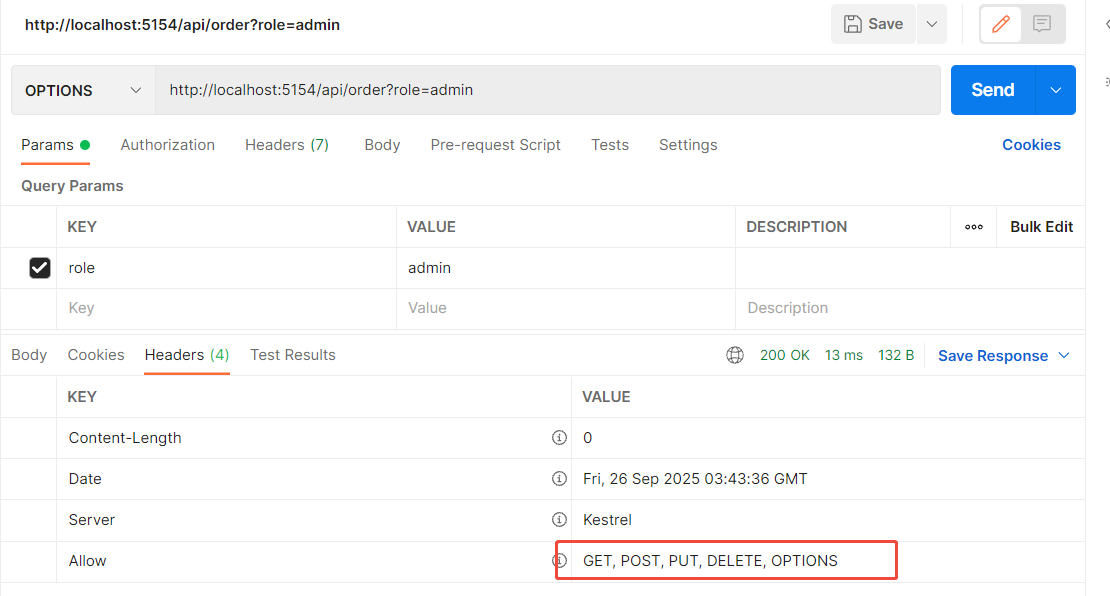 http://localhost:5154/api/order?role=admin
Save
OPTIONS
http://localhost:5154/api/order?role=admin
Send
Params Authorization Headers (7) Body Pre-request Script Tests Settings Cookies
Query Params
KEY VALUE DESCRIPTION Bulk Edit
role admin
Key Value Description
Body Cookies Headers (4) Test Results 200 OK 13 ms 132 B Save Response
KEY VALUE
Content-Length 0
Date Fri, 26 Sep 2025 03:43:36 GMT
Server Kestrel
Allow GET, POST, PUT, DELETE, OPTIONS